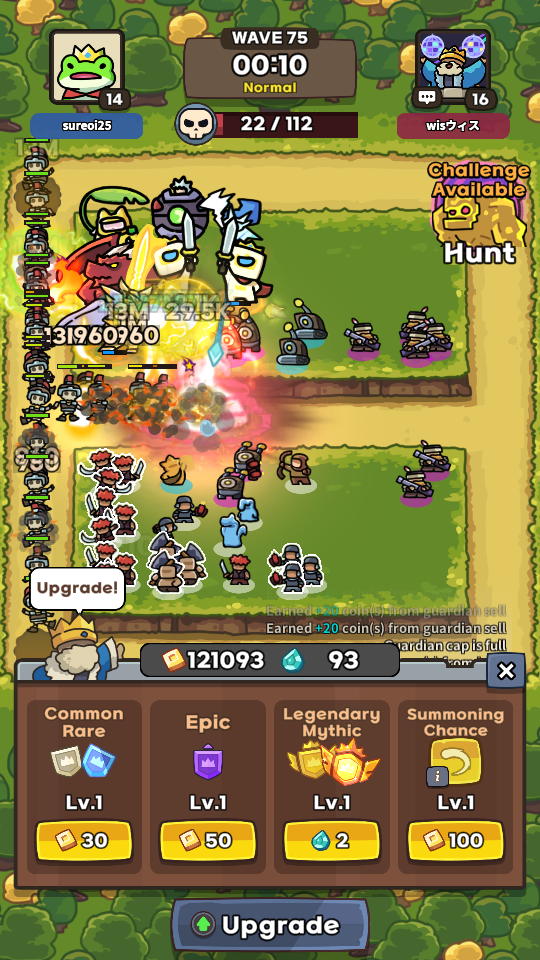 WAVE 75
00:10
Normal
14
16
sureoi25
22 / 112
wisウィス
Challenge
Available
Hunt
13M 29.5K
131960960
Upgrade!
Earned +20 coin(s) from guardian sell
Earned +20 coin(s) from guardian sell
Guardian cap is full
121093
93
Common
Rare
Epic
Legendary
Mythic
Summoning
Chance
i
Lv.1
Lv.1
Lv.1
Lv.1
30
50
2
100
Upgrade